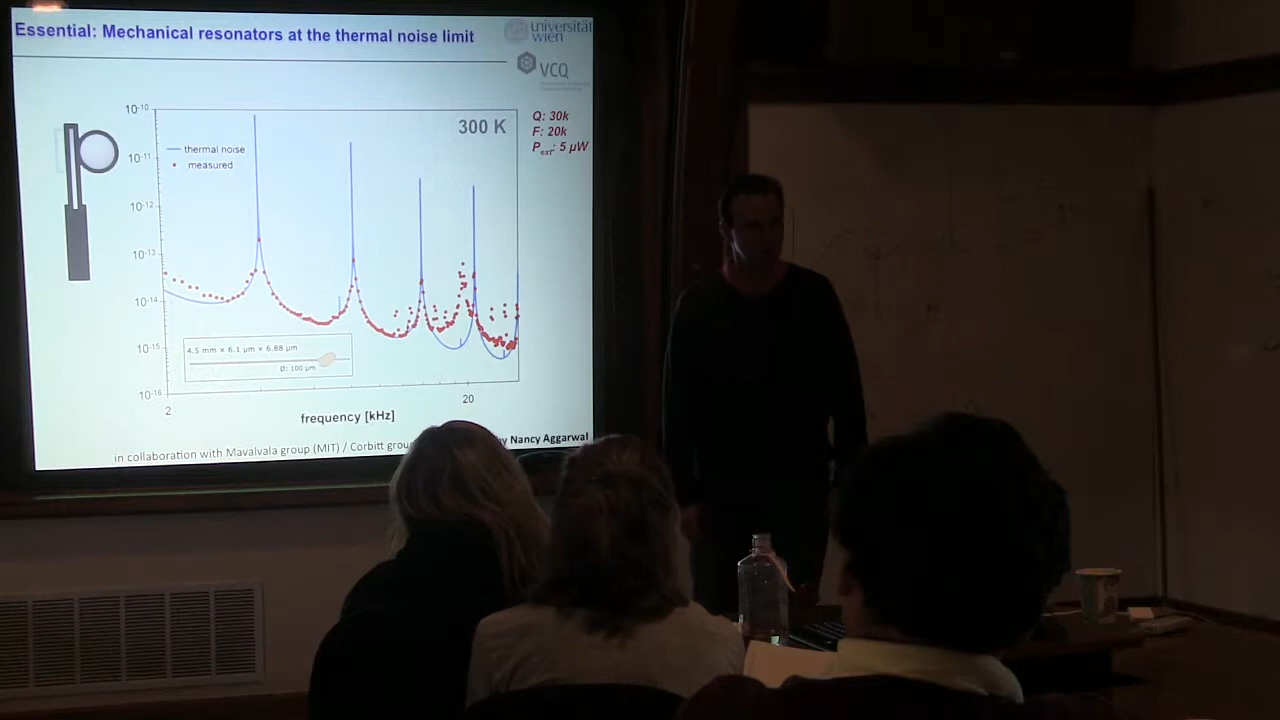 Essential: Mechanical resonators at the thermal noise limit
universität
wien
VCQ
10-10
300 K
Q: 30k
F: 20k
Pext: 5 µW
thermal noise
measured
10-11
10-12
10-13
10-14
10-15
10-16
4.5 mm × 6.1 µm × 6.88 µm
Ø: 100 µm
2
20
frequency [kHz]
in collaboration with Mavalvala group (MIT) / Corbitt
Nancy Aggarwal